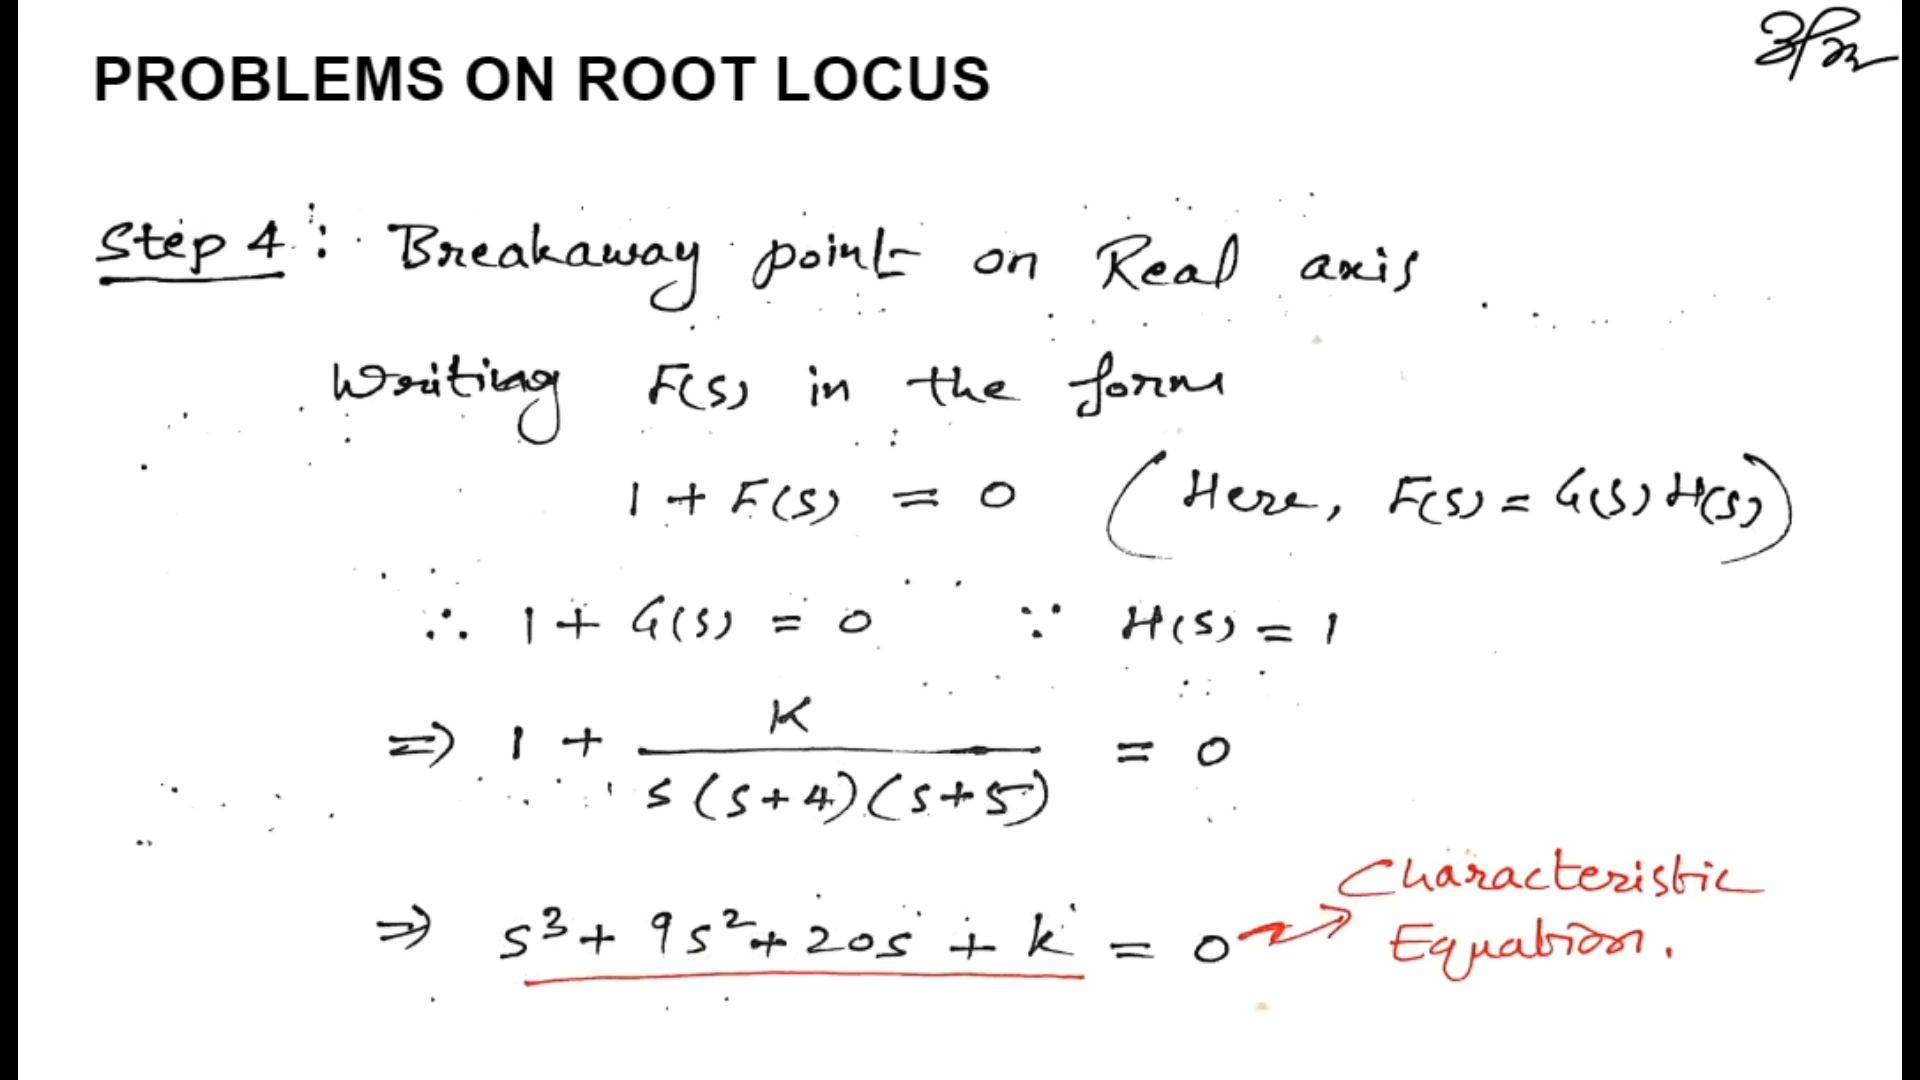 PROBLEMS ON ROOT LOCUS
Step 4: Breakaway point on Real axis
Writing F(s) in the form
1 + F(s) = 0 (Here, F(s) = G(s) H(s))
∴ 1 + G(s) = 0 ∵ H(s) = 1
⇒ 1 + K / s(s+4)(s+5) = 0
⇒ s³ + 9s² + 20s + k = 0 → Characteristic
Equation.